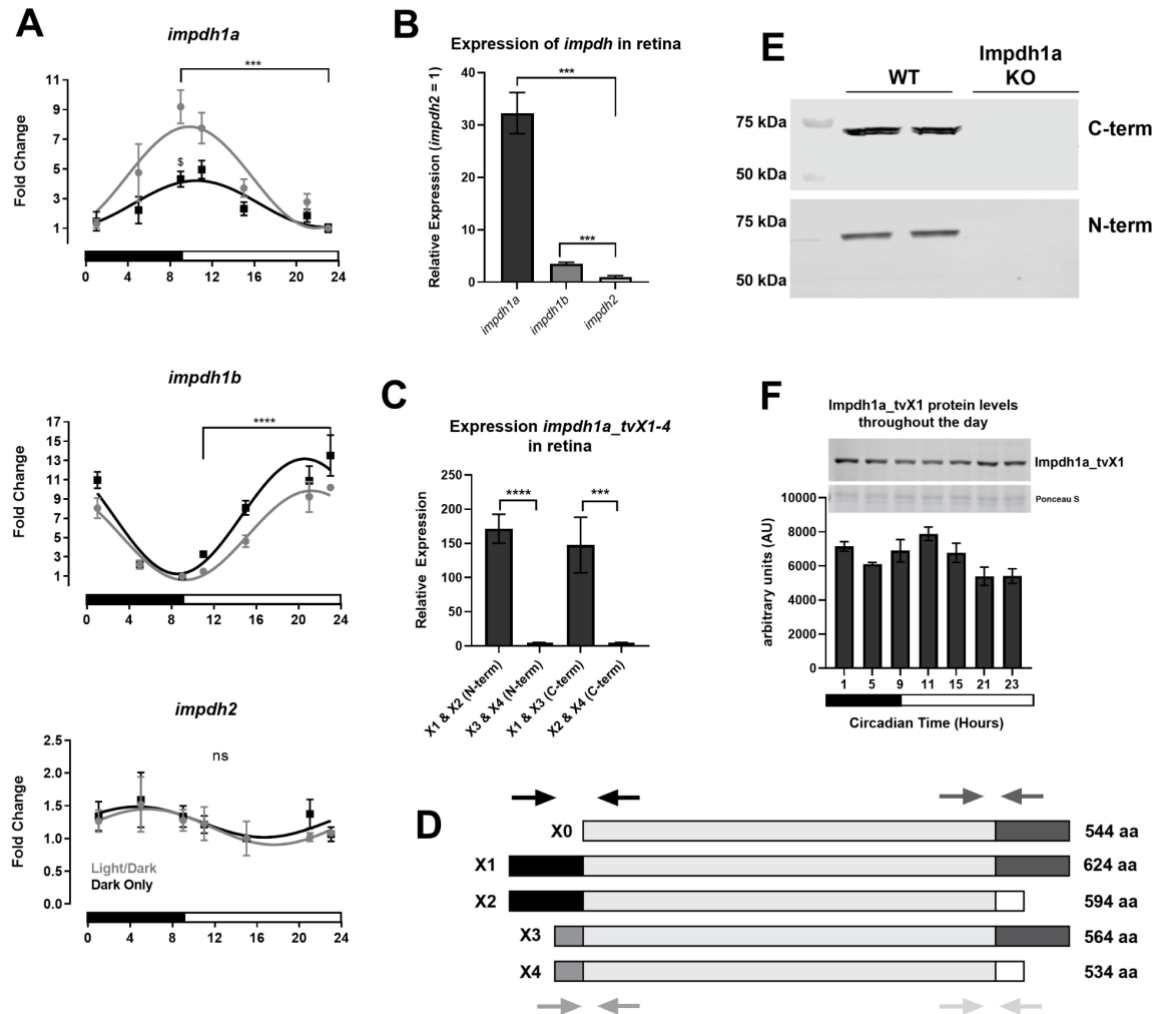 A
impdh1a
***
11
9
7
5
3
1
Fold Change
$
0 4 8 12 16 20 24
impdh1b
****
17
15
13
11
9
7
5
3
1
Fold Change
0 4 8 12 16 20 24
impdh2
ns
2.5
2.0
1.5
1.0
0.5
0.0
Fold Change
Light/Dark
Dark Only
0 4 8 12 16 20 24
B
Expression of impdh in retina
***
***
40
30
20
10
0
Relative Expression (impdh2 = 1)
impdh1a
impdh1b
impdh2
C
Expression impdh1a_tvX1-4
in retina
**** ***
250
200
150
100
50
0
Relative Expression
X1 & X2 (N-term)
X3 & X4 (N-term)
X1 & X3 (C-term)
X2 & X4 (C-term)
D
X0 544 aa
X1 624 aa
X2 594 aa
X3 564 aa
X4 534 aa
E
WT
Impdh1a
KO
75 kDa
50 kDa
C-term
75 kDa
50 kDa
N-term
F
Impdh1a_tvX1 protein levels
throughout the day
Impdh1a_tvX1
Ponceau S
10000
8000
6000
4000
2000
0
arbitrary units (AU)
1 5 9 11 15 21 23
Circadian Time (Hours)